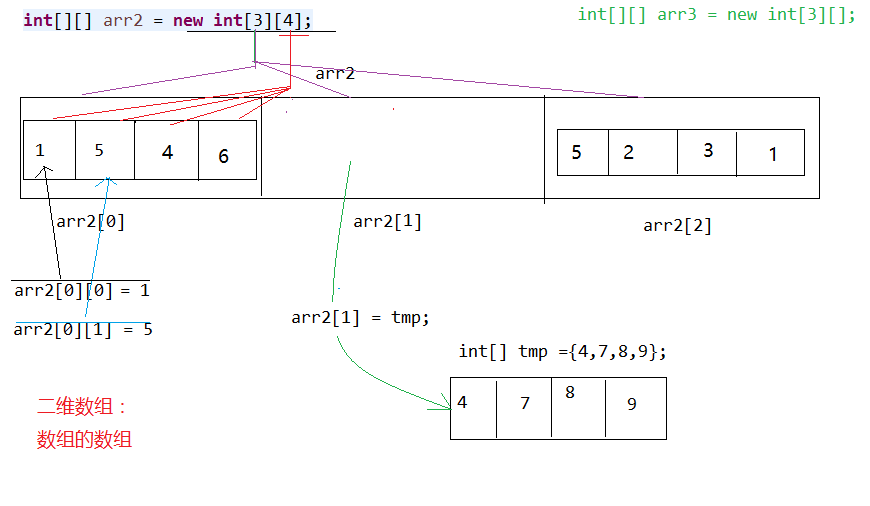 int[][] arr2 = new int[3][4];
int[][] arr3 = new int[3][];
arr2
1 5 4 6
5 2 3 1
arr2[0]
arr2[1]
arr2[2]
arr2[0][0] = 1
arr2[0][1] = 5
arr2[1] = tmp;
int[] tmp ={4,7,8,9};
4 7 8 9
二维数组：
数组的数组